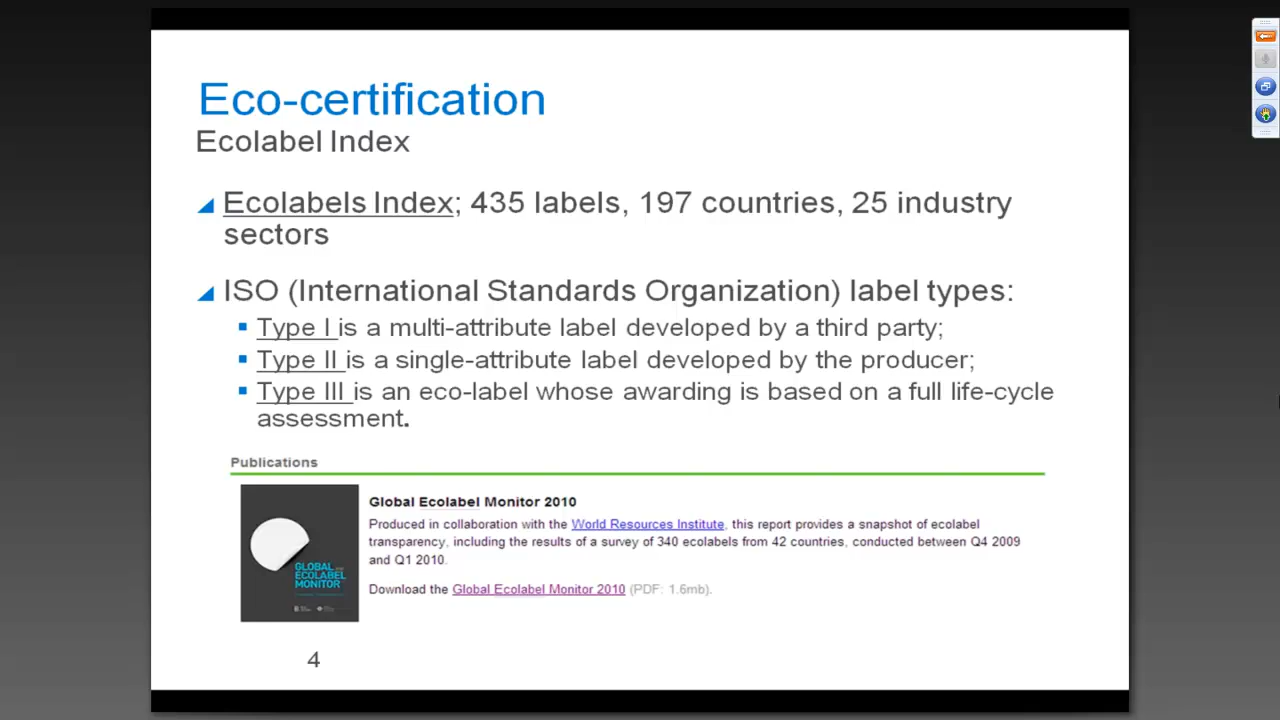 Eco-certification
Ecolabel Index
Ecolabels Index; 435 labels, 197 countries, 25 industry
sectors
ISO (International Standards Organization) label types:
Type I is a multi-attribute label developed by a third party;
Type II is a single-attribute label developed by the producer;
Type III is an eco-label whose awarding is based on a full life-cycle
assessment.
Publications
Global Ecolabel Monitor 2010
Produced in collaboration with the World Resources Institute, this report provides a snapshot of ecolabel
transparency, including the results of a survey of 340 ecolabels from 42 countries, conducted between Q4 2009
and Q1 2010.
Download the Global Ecolabel Monitor 2010 (PDF: 1.6mb).
GLOBAL
ECOLABEL
MONITOR
4